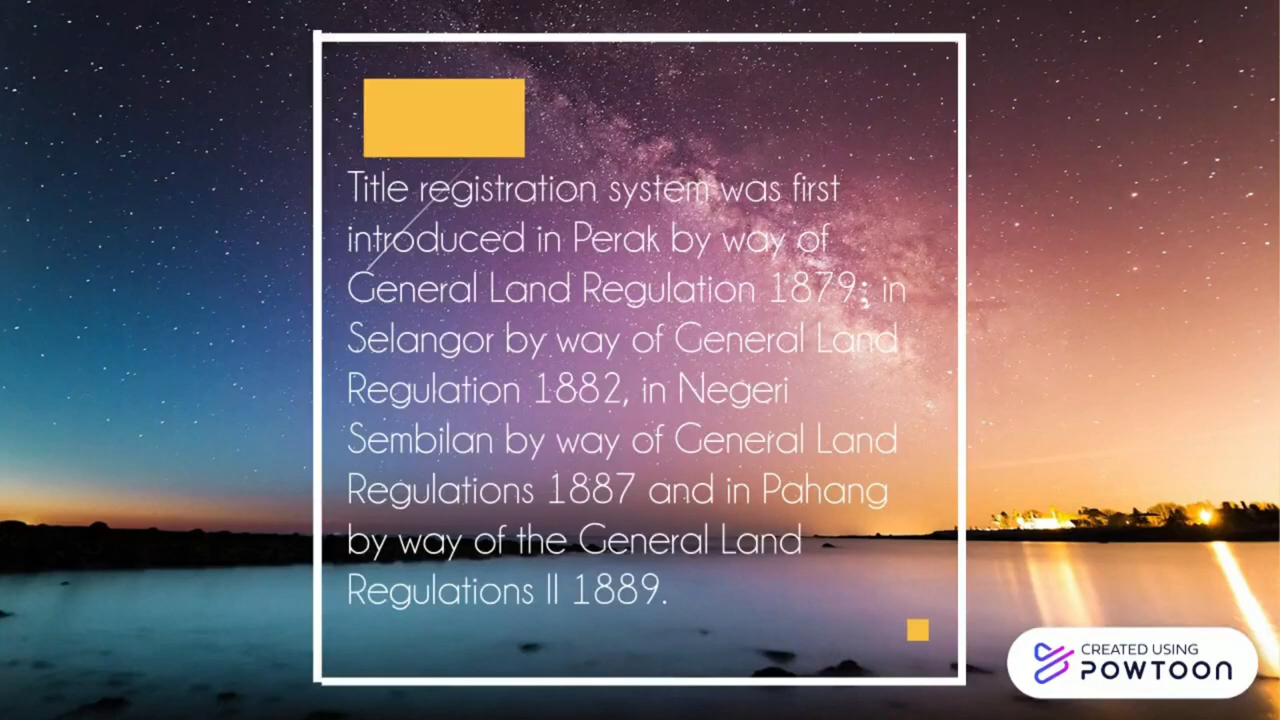 Title registration system was first
introduced in Perak by way of
General Land Regulation 1879; in
Selangor by way of General Land
Regulation 1882, in Negeri
Sembilan by way of General Land
Regulations 1887 and in Pahang
by way of the General Land
Regulations II 1889.
CREATED USING
POWTOON